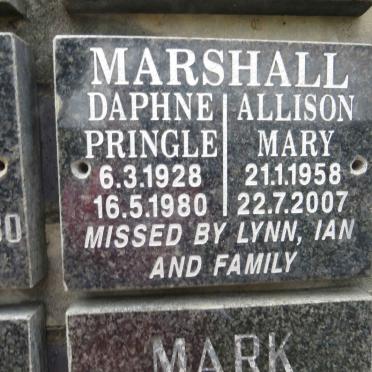 MARSHALL
DAPHNE ALLISON
PRINGLE MARY
6.3.1928 21.1.1958
16.5.1980 22.7.2007
MISSED BY LYNN, IAN
AND FAMILY
MARK